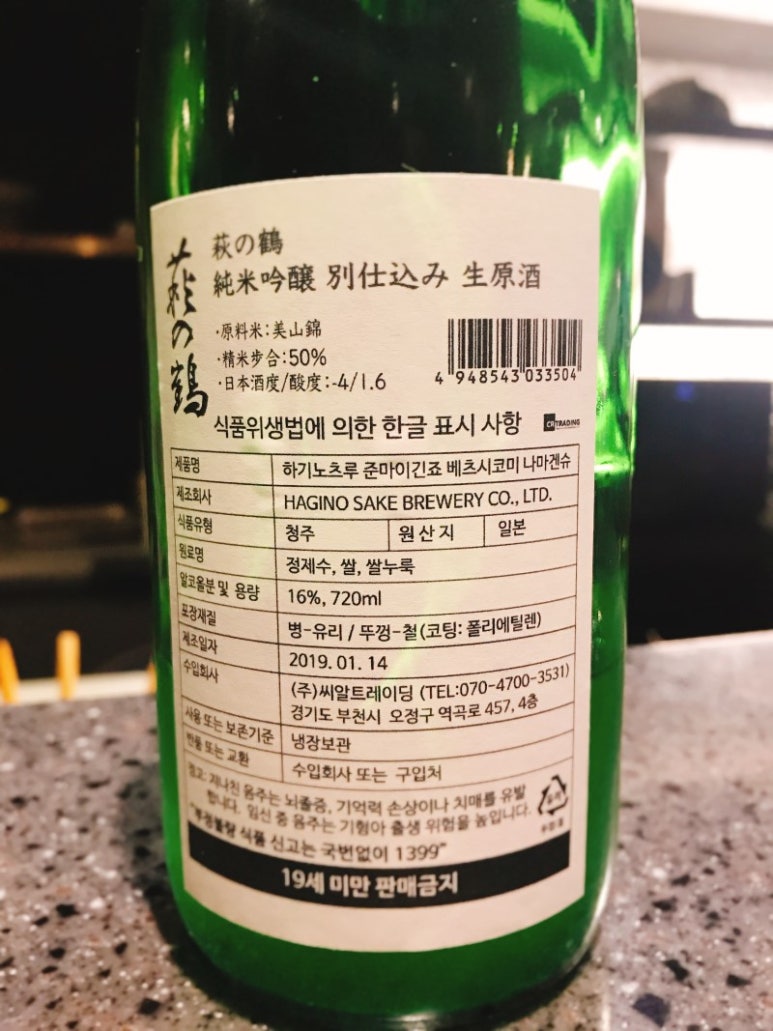 萩の鶴
萩の鶴
純米吟醸 別仕込み 生原酒
·原料米:美山錦
·精米歩合:50%
·日本酒度/酸度:-4/1.6
4 948543 033504
식품위생법에 의한 한글 표시 사항
CR TRADING
제품명 하기노츠루 준마이긴죠 베츠시코미 나마겐슈
제조회사 HAGINO SAKE BREWERY CO., LTD.
식품유형 청주 원산지 일본
원료명 정제수, 쌀, 쌀누룩
알코올분 및 용량 16%, 720ml
포장재질 병-유리 / 뚜껑-철(코팅: 폴리에틸렌)
제조일자 2019. 01. 14
수입회사 (주)씨알트레이딩 (TEL:070-4700-3531)
경기도 부천시 오정구 역곡로 457, 4층
사용 또는 보존기준 냉장보관
반품 또는 교환 수입회사 또는 구입처
경고: 지나친 음주는 뇌졸중, 기억력 손상이나 치매를 유발
합니다. 임신 중 음주는 기형아 출생 위험을 높입니다.
"부정불량 식품 신고는 국번없이 1399"
19세 미만 판매금지